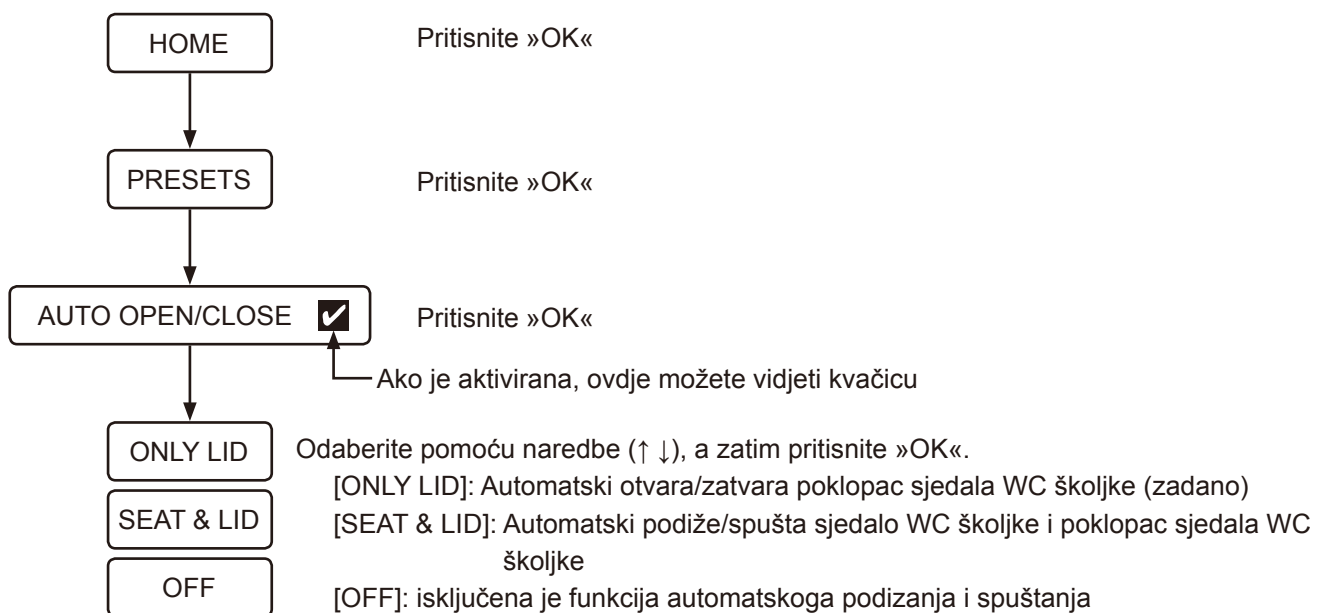 HOME Pritisnite »OK«
PRESETS Pritisnite »OK«
AUTO OPEN/CLOSE ✔ Pritisnite »OK«
Ako je aktivirana, ovdje možete vidjeti kvačicu
ONLY LID Odaberite pomoću naredbe (↑ ↓), a zatim pritisnite »OK«.
[ONLY LID]: Automatski otvara/zatvara poklopac sjedala WC školjke (zadano)
SEAT & LID [SEAT & LID]: Automatski podiže/spušta sjedalo WC školjke i poklopac sjedala WC
školjke
OFF [OFF]: isključena je funkcija automatskoga podizanja i spuštanja